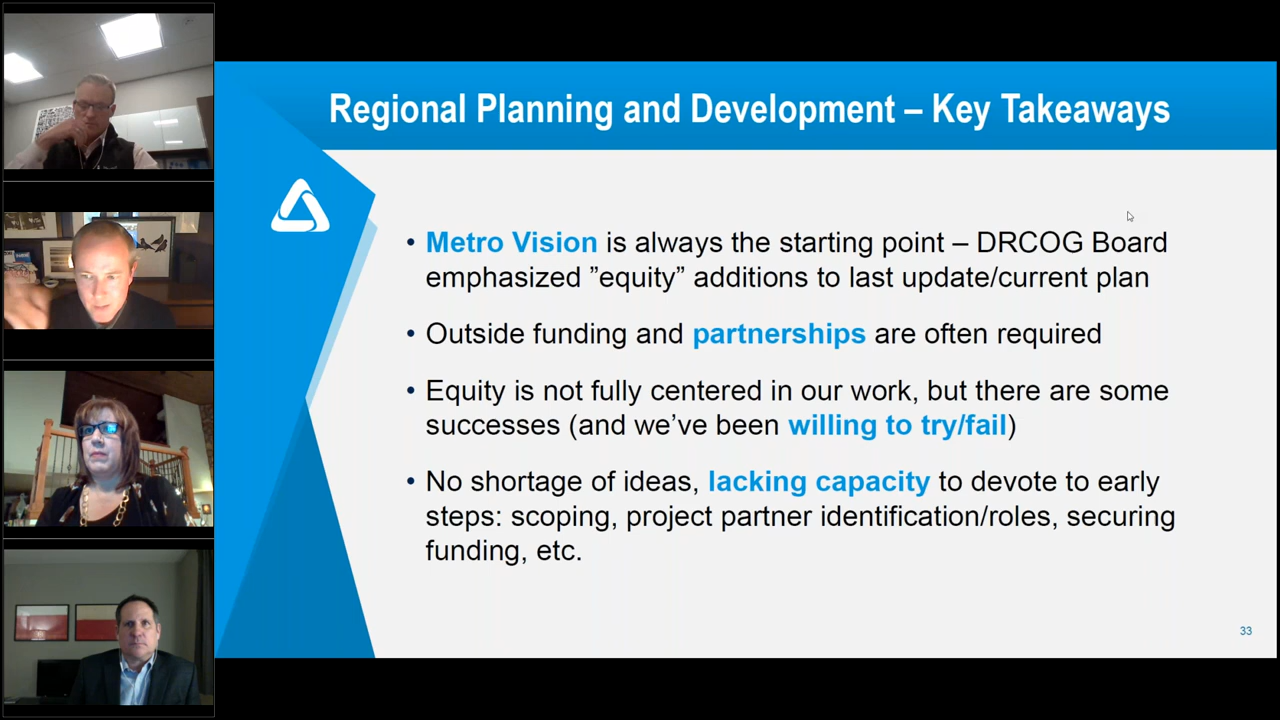 Regional Planning and Development – Key Takeaways
• Metro Vision is always the starting point – DRCOG Board
emphasized ”equity” additions to last update/current plan
• Outside funding and partnerships are often required
• Equity is not fully centered in our work, but there are some
successes (and we’ve been willing to try/fail)
• No shortage of ideas, lacking capacity to devote to early
steps: scoping, project partner identification/roles, securing
funding, etc.
33